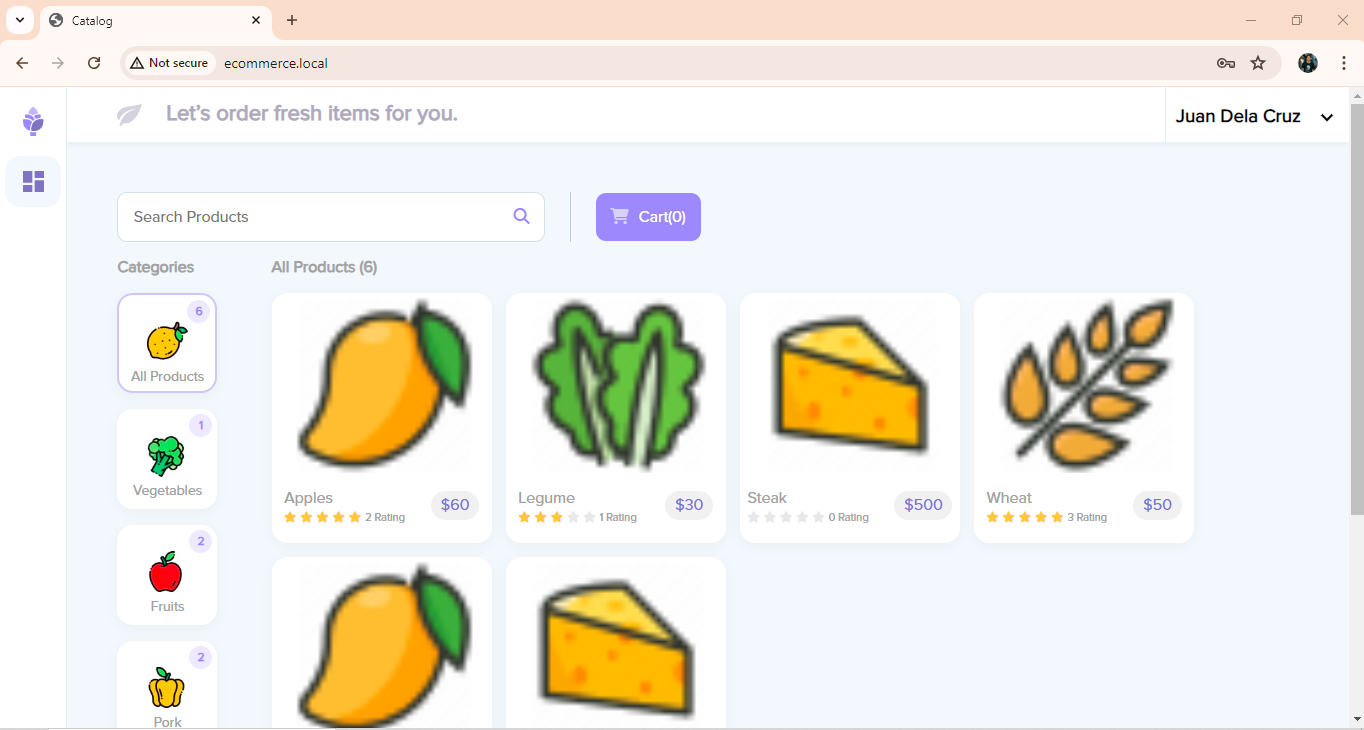 Catalog
Not secure
ecommerce.local
Let's order fresh items for you.
Juan Dela Cruz
Search Products
Cart(0)
Categories
All Products (6)
6
All Products
1
Vegetables
2
Fruits
2
Pork
Apples
$60
2 Rating
Legume
$30
1 Rating
Steak
$500
0 Rating
Wheat
$50
3 Rating